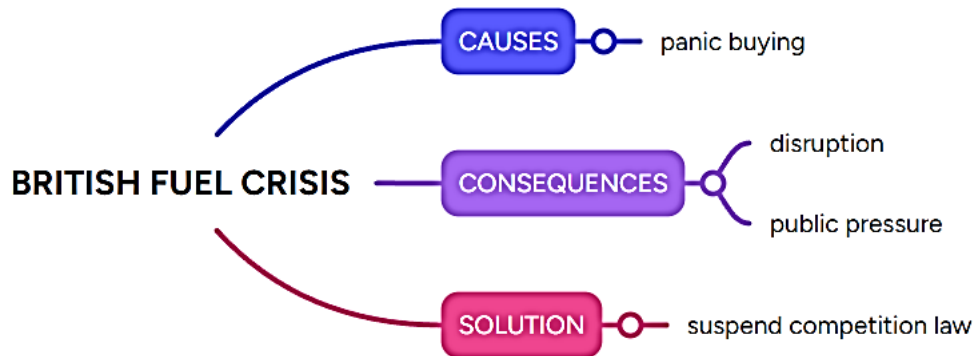 CAUSES
panic buying
BRITISH FUEL CRISIS
CONSEQUENCES
disruption
public pressure
SOLUTION
suspend competition law